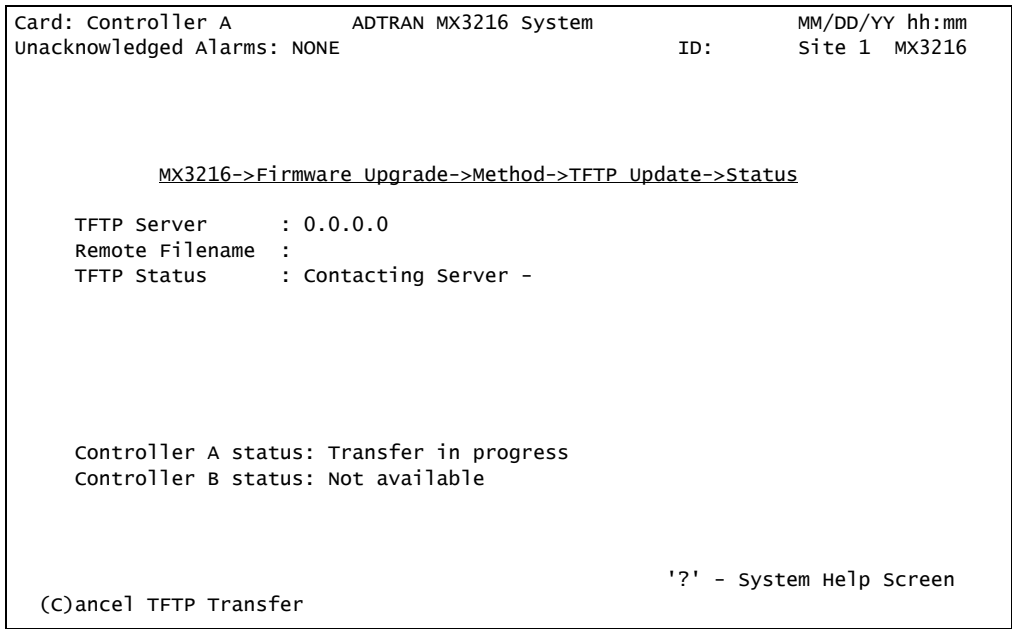 Card: Controller A ADTRAN MX3216 System MM/DD/YY hh:mm
Unacknowledged Alarms: NONE ID: Site 1 MX3216
MX3216->Firmware Upgrade->Method->TFTP Update->Status
TFTP Server : 0.0.0.0
Remote Filename :
TFTP Status : Contacting Server -
Controller A status: Transfer in progress
Controller B status: Not available
'?' - System Help Screen
(C)ancel TFTP Transfer